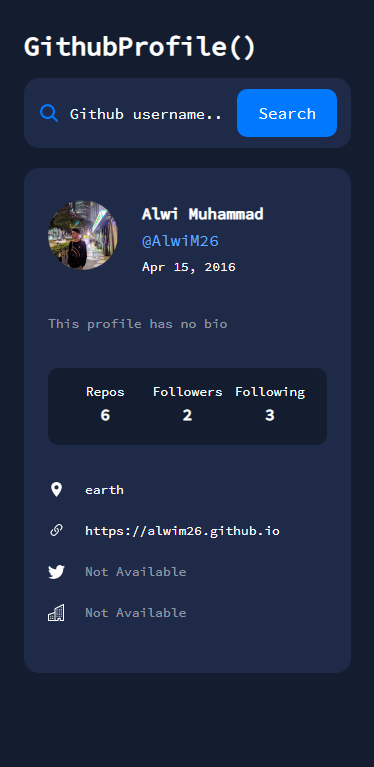 GithubProfile()
Github username..
Search
Alwi Muhammad
@AlwiM26
Apr 15, 2016
This profile has no bio
Repos Followers Following
6 2 3
earth
https://alwim26.github.io
Not Available
Not Available